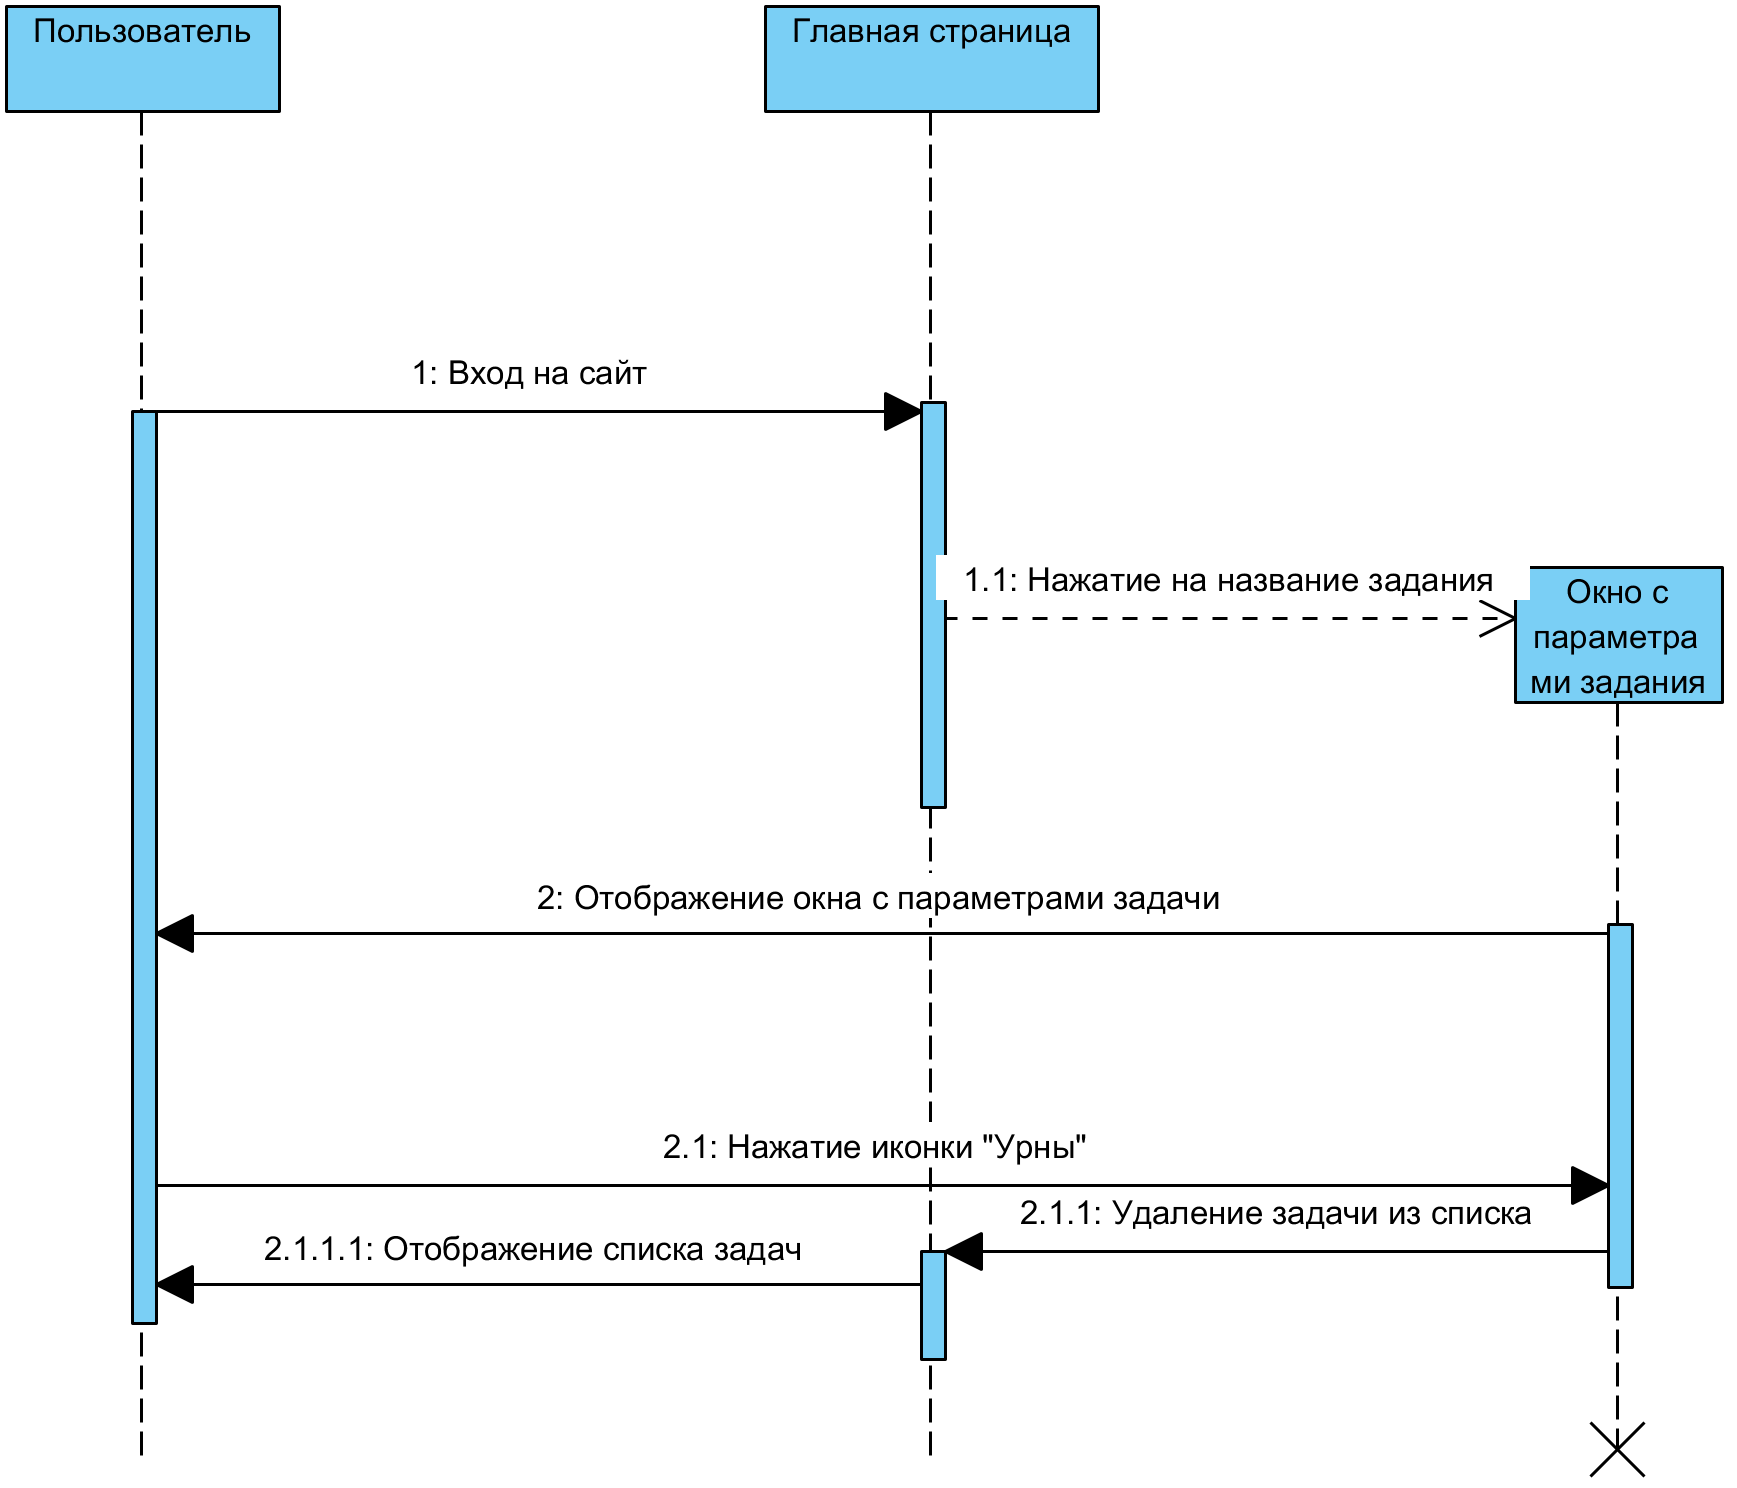 Пользователь
Главная страница
1: Вход на сайт
1.1: Нажатие на название задания
Окно с
параметра
ми задания
2: Отображение окна с параметрами задачи
2.1: Нажатие иконки "Урны"
2.1.1: Удаление задачи из списка
2.1.1.1: Отображение списка задач